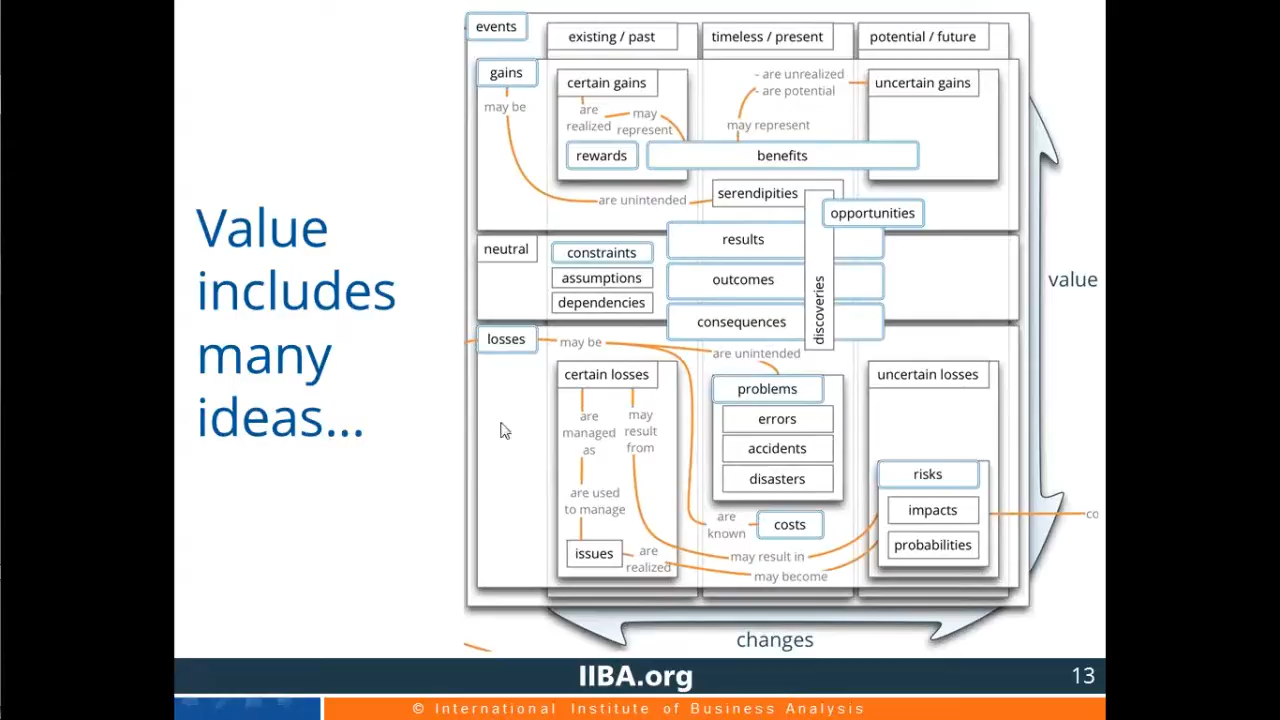 Value
includes
many
ideas...
events
existing / past
timeless / present
potential / future
gains
certain gains
- are unrealized
- are potential
uncertain gains
may be
are
realized
may
represent
may represent
rewards
benefits
serendipities
are unintended
opportunities
neutral
constraints
results
assumptions
outcomes
discoveries
value
dependencies
consequences
losses
may be
are unintended
certain losses
problems
uncertain losses
are
managed
as
may
result
from
errors
accidents
disasters
risks
are used
to manage
impacts
co
are
known
costs
probabilities
issues
are
realized
may result in
may become
changes
IIBA.org
13
© International Institute of Business Analysis